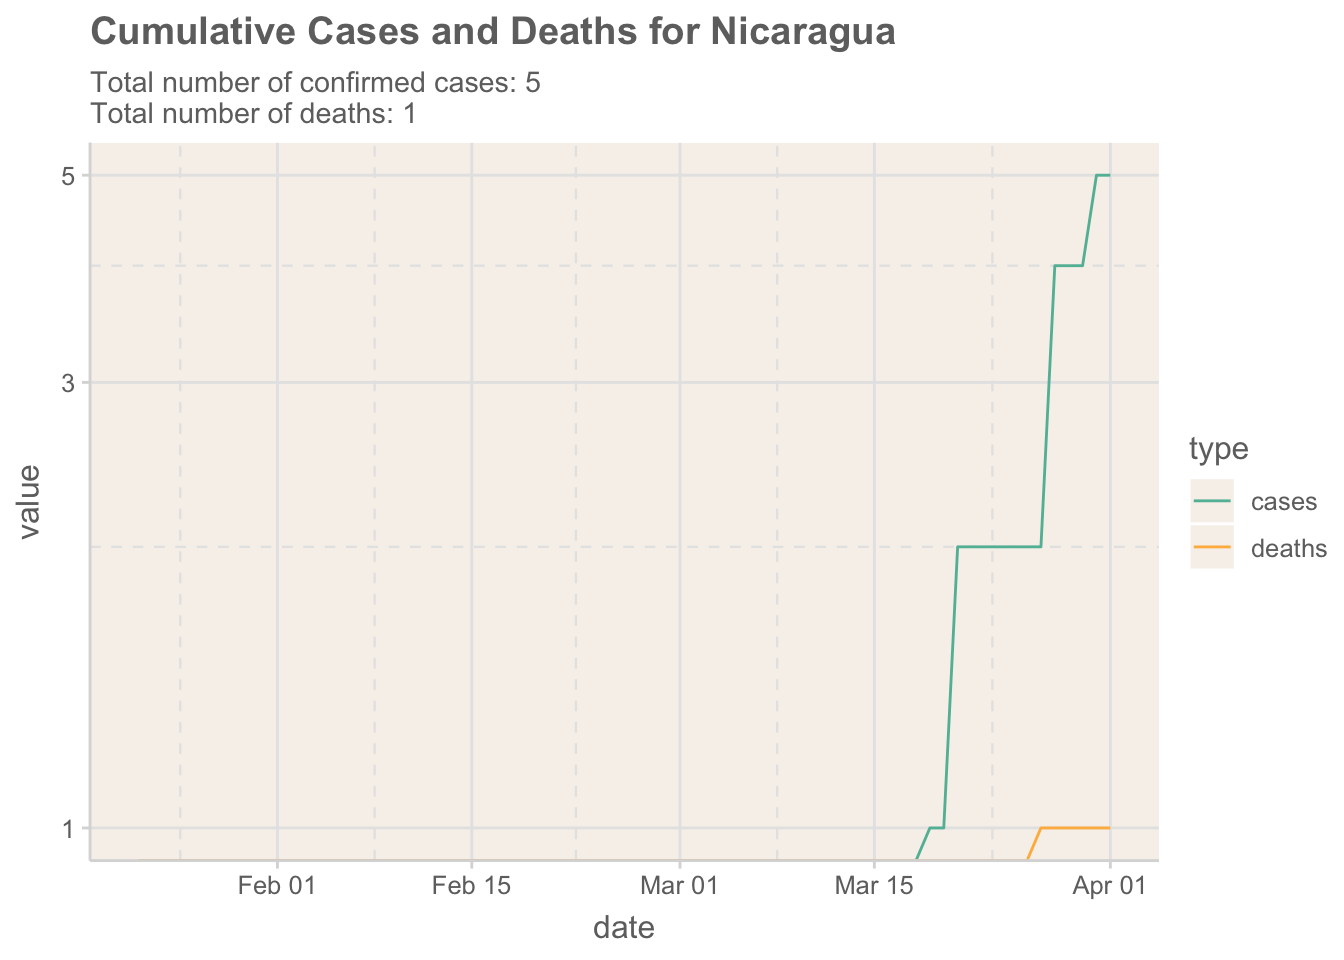 Cumulative Cases and Deaths for Nicaragua
Total number of confirmed cases: 5
Total number of deaths: 1
5
3
1
value
Feb 01
Feb 15
Mar 01
Mar 15
Apr 01
date
type
cases
deaths